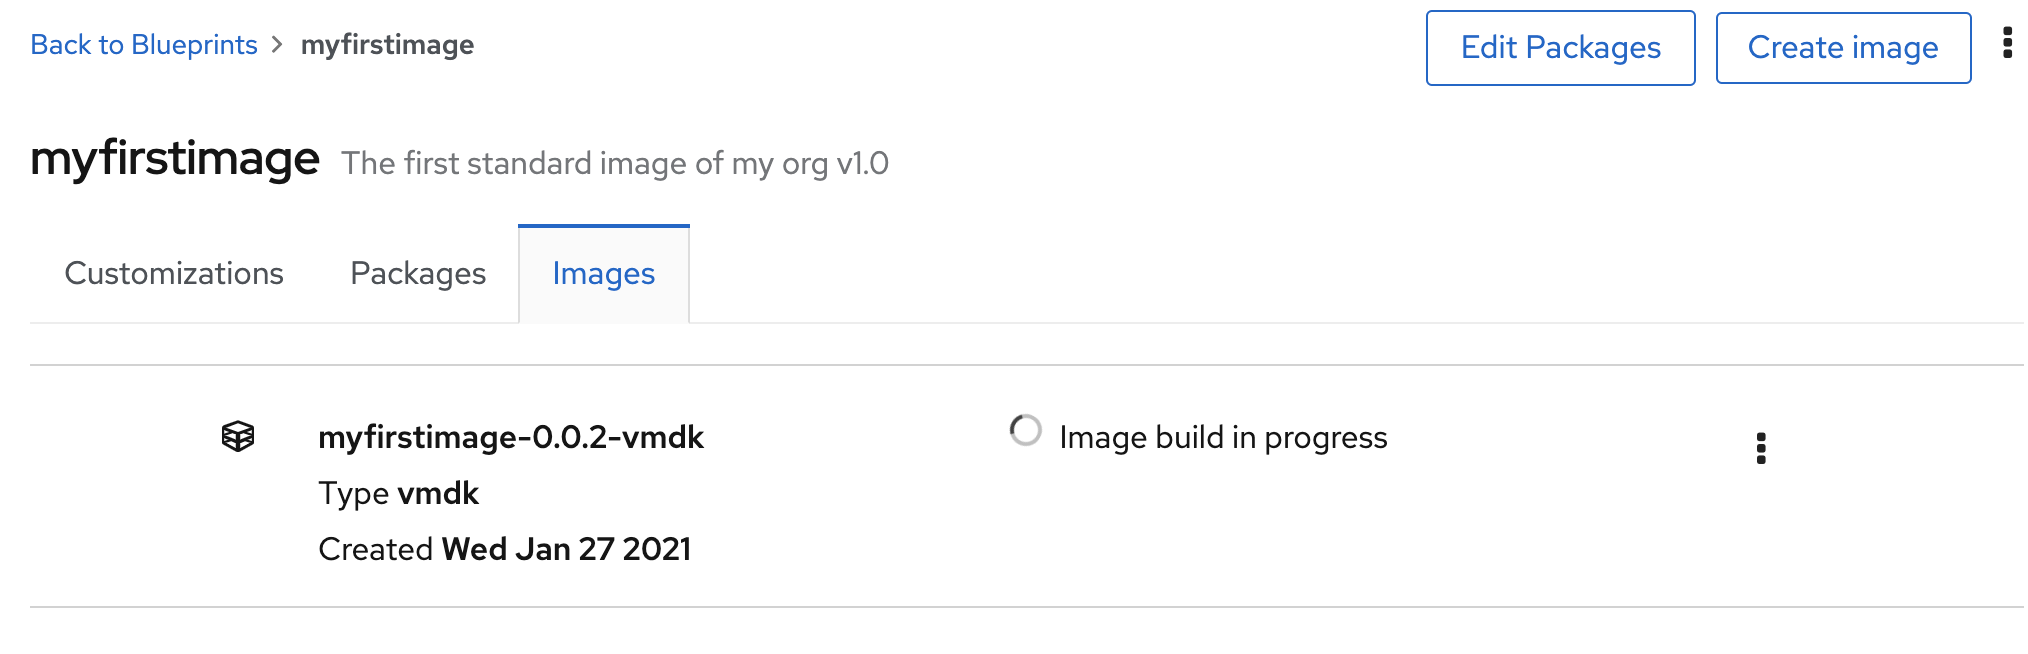 Back to Blueprints > myfirstimage
Edit Packages
Create image
myfirstimage The first standard image of my org v1.0
Customizations
Packages
Images
myfirstimage-0.0.2-vmdk
Image build in progress
Type vmdk
Created Wed Jan 27 2021